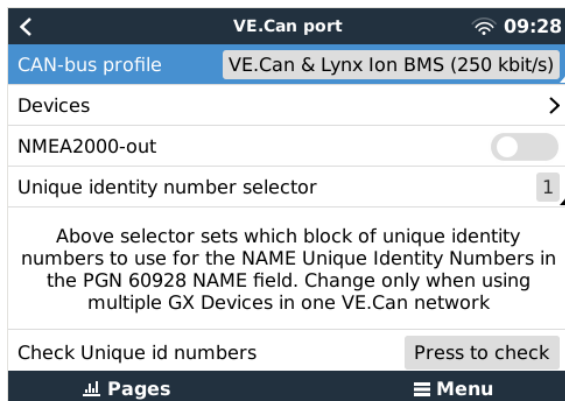 VE.Can port 09:28
CAN-bus profile VE.Can & Lynx Ion BMS (250 kbit/s)
Devices
NMEA2000-out
Unique identity number selector 1
Above selector sets which block of unique identity
numbers to use for the NAME Unique Identity Numbers in
the PGN 60928 NAME field. Change only when using
multiple GX Devices in one VE.Can network
Check Unique id numbers Press to check
Pages Menu